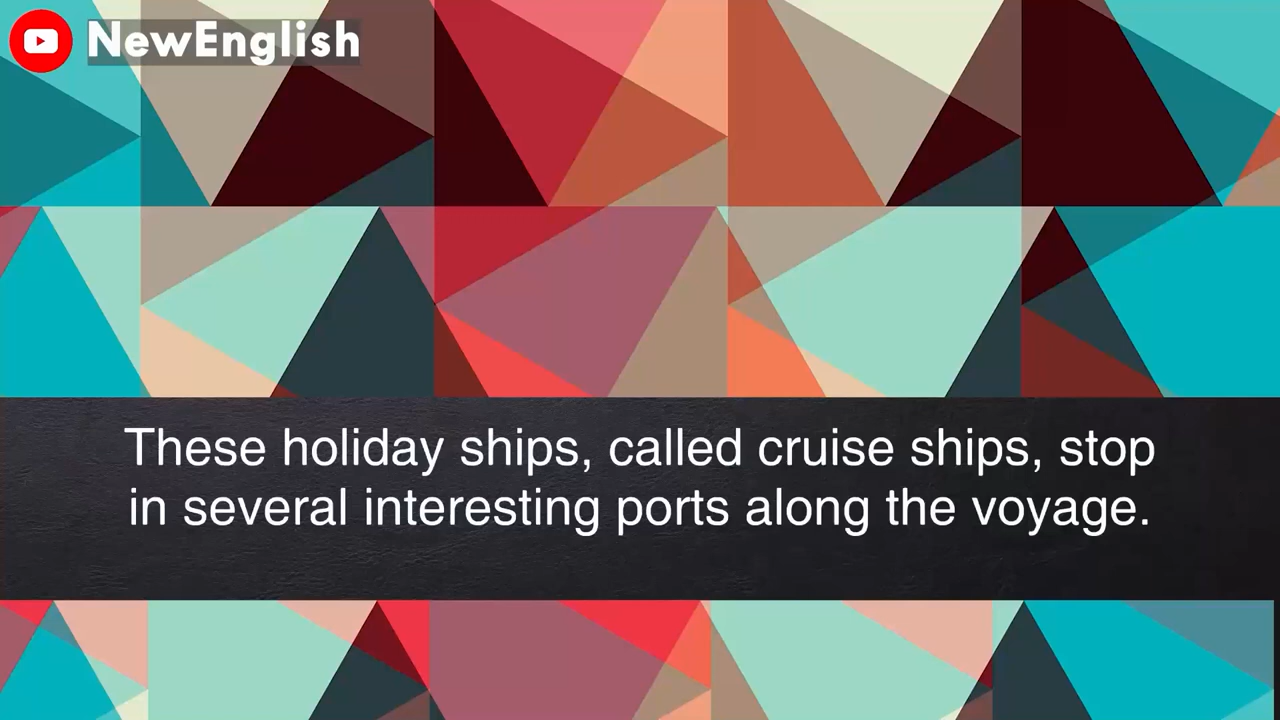 NewEnglish
These holiday ships, called cruise ships, stop
in several interesting ports along the voyage.